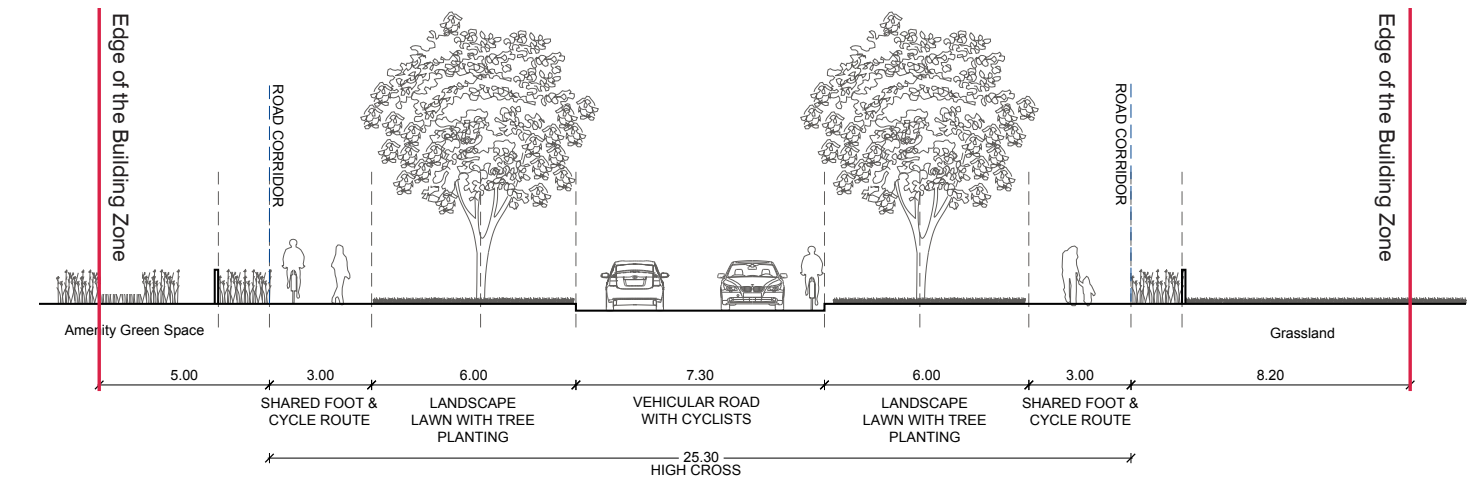 Edge of the Building Zone
ROAD CORRIDOR
ROAD CORRIDOR
Edge of the Building Zone
Amenity Green Space
Grassland
5.00
3.00
6.00
7.30
6.00
3.00
8.20
SHARED FOOT &
CYCLE ROUTE
LANDSCAPE
LAWN WITH TREE
PLANTING
VEHICULAR ROAD
WITH CYCLISTS
LANDSCAPE
LAWN WITH TREE
PLANTING
SHARED FOOT &
CYCLE ROUTE
25.30
HIGH CROSS